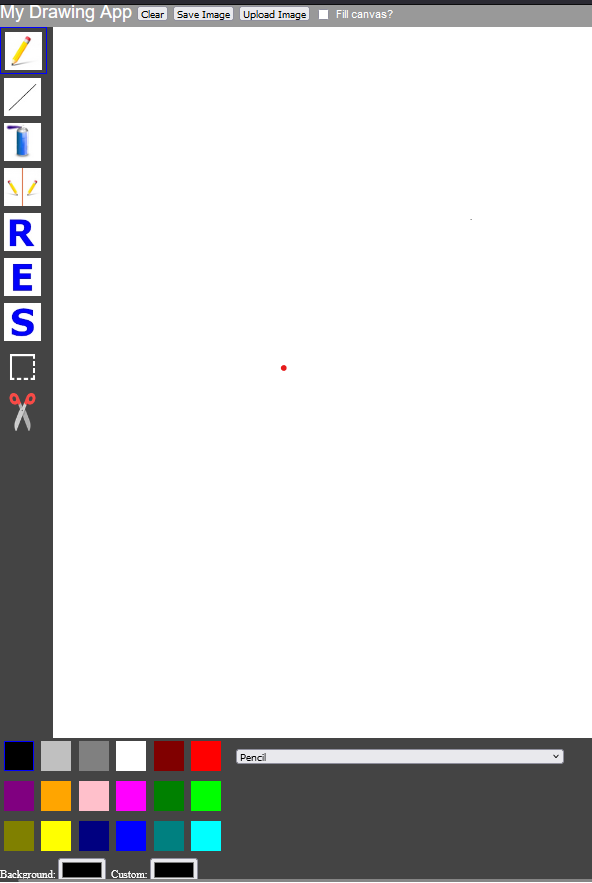 My Drawing App Clear Save Image Upload Image Fill canvas?
R
E
S
Pencil
Background: Custom: